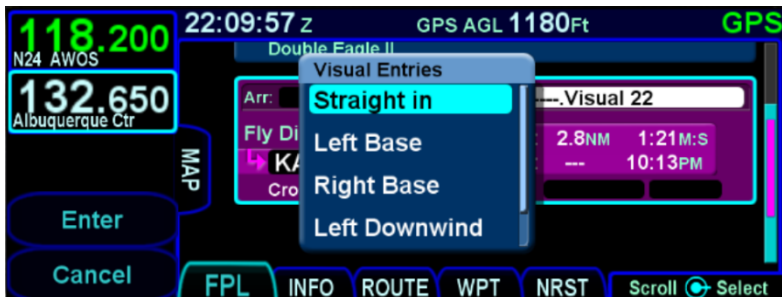 118.200
N24 AWOS
132.650
Albuquerque Ctr
Enter
Cancel
22:09:57 Z
GPS AGL 1180Ft
GPS
Double Eagle II
Visual Entries
Straight in
Left Base
Right Base
Left Downwind
Arr:
----.Visual 22
Fly Di
2.8NM 1:21M:S
KA
--- 10:13PM
Cro
MAP
FPL INFO ROUTE WPT NRST Scroll Select